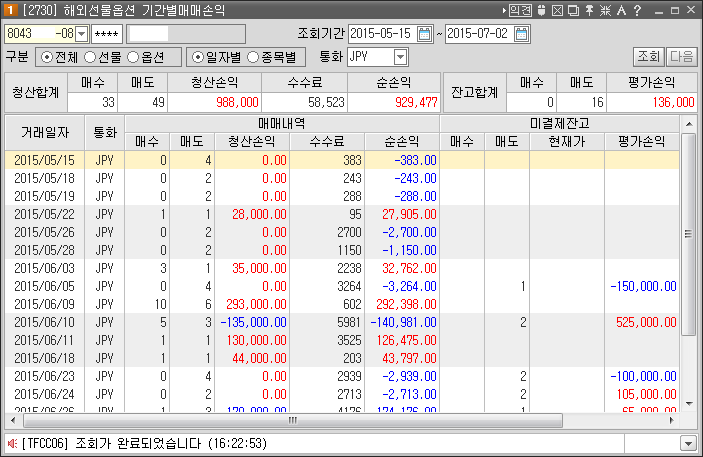 1 [2730] 해외선물옵션 기간별매매손익 의견 ?
8043 -08 **** 조회기간 2015-05-15 ~ 2015-07-02
구분 전체 선물 옵션 일자별 종목별 통화 JPY 조회 다음
청산합계 매수 매도 청산손익 수수료 순손익 잔고합계 매수 매도 평가손익
33 49 988,000 58,523 929,477 0 16 136,000
거래일자 통화 매매내역 미결제잔고
매수 매도 청산손익 수수료 순손익 매수 매도 현재가 평가손익
2015/05/15 JPY 0 4 0.00 383 -383.00
2015/05/18 JPY 0 2 0.00 243 -243.00
2015/05/19 JPY 0 2 0.00 288 -288.00
2015/05/22 JPY 1 1 28,000.00 95 27,905.00
2015/05/26 JPY 0 2 0.00 2700 -2,700.00
2015/05/28 JPY 0 2 0.00 1150 -1,150.00
2015/06/03 JPY 3 1 35,000.00 2238 32,762.00
2015/06/05 JPY 0 4 0.00 3264 -3,264.00 1 -150,000.00
2015/06/09 JPY 10 6 293,000.00 602 292,398.00
2015/06/10 JPY 5 3 -135,000.00 5981 -140,981.00 2 525,000.00
2015/06/11 JPY 1 1 130,000.00 3525 126,475.00
2015/06/18 JPY 1 1 44,000.00 203 43,797.00
2015/06/23 JPY 0 4 0.00 2939 -2,939.00 2 -100,000.00
2015/06/24 JPY 0 2 0.00 2713 -2,713.00 2 105,000.00
[TFCC06] 조회가 완료되었습니다 (16:22:53)